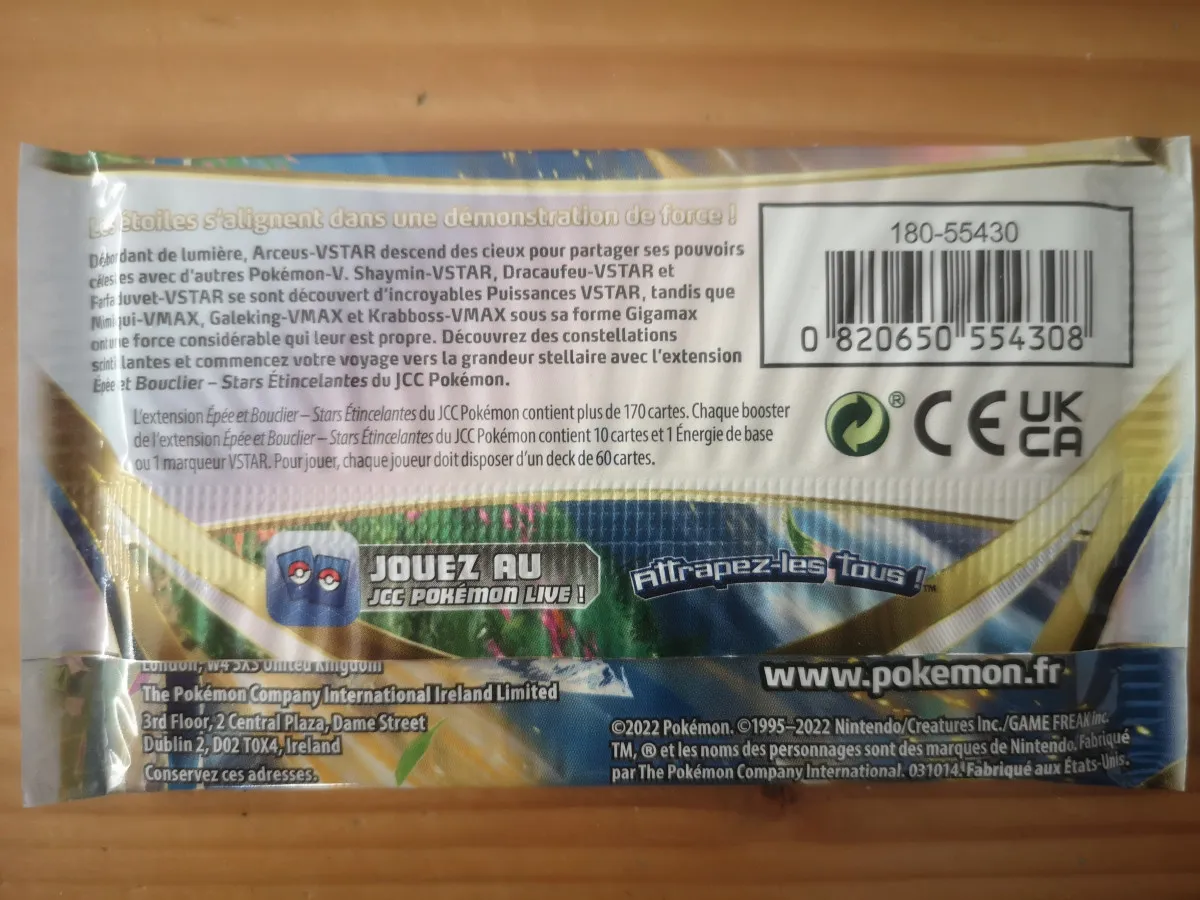 Les étoiles s'alignent dans une démonstration de force !
Débordant de lumière, Arceus-VSTAR descend des cieux pour partager ses pouvoirs
célestes avec d'autres Pokémon-V. Shaymin-VSTAR, Dracaufeu-VSTAR et
Farfaduvet-VSTAR se sont découvert d'incroyables Puissances VSTAR, tandis que
Mimiqui-VMAX, Galeking-VMAX et Krabboss-VMAX sous sa forme Gigamax
ont une force considérable qui leur est propre. Découvrez des constellations
scintillantes et commencez votre voyage vers la grandeur stellaire avec l'extension
Épée et Bouclier – Stars Étincelantes du JCC Pokémon.
L'extension Épée et Bouclier – Stars Étincelantes du JCC Pokémon contient plus de 170 cartes. Chaque booster
de l'extension Épée et Bouclier – Stars Étincelantes du JCC Pokémon contient 10 cartes et 1 Énergie de base
ou 1 marqueur VSTAR. Pour jouer, chaque joueur doit disposer d'un deck de 60 cartes.
180-55430
0 820650 554308
® CE UK
CA
JOUEZ AU
JCC POKÉMON LIVE !
Attrapez-les Tous !™
London, W4 5XS United Kingdom
The Pokémon Company International Ireland Limited
3rd Floor, 2 Central Plaza, Dame Street
Dublin 2, D02 T0X4, Ireland
Conservez ces adresses.
www.pokemon.fr
©2022 Pokémon. ©1995–2022 Nintendo/Creatures Inc./GAME FREAK inc.
TM, ® et les noms des personnages sont des marques de Nintendo. Fabriqué
par The Pokémon Company International. 031014. Fabriqué aux États-Unis.